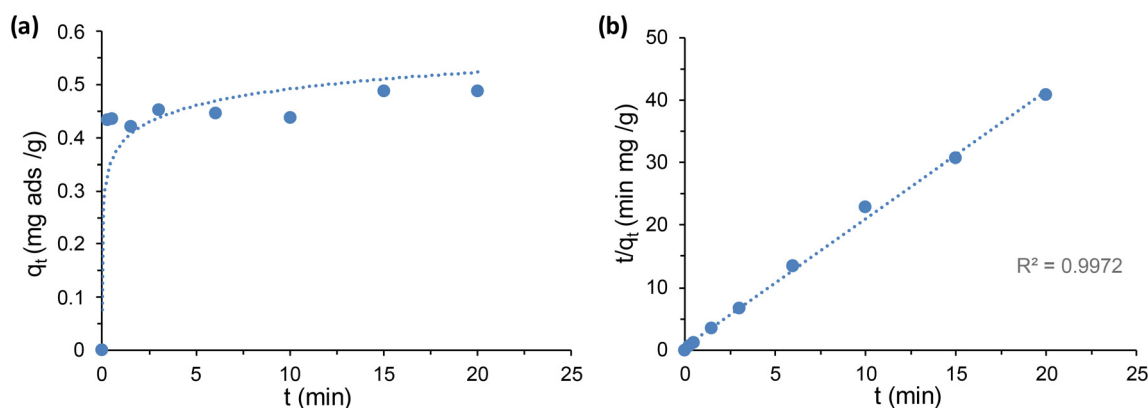 (a)
0.6
0.5
0.4
0.3
0.2
0.1
0
qt (mg ads /g)
0 5 10 15 20 25
t (min)
(b)
50
40
30
20
10
0
t/qt (min mg /g)
R² = 0.9972
0 5 10 15 20 25
t (min)